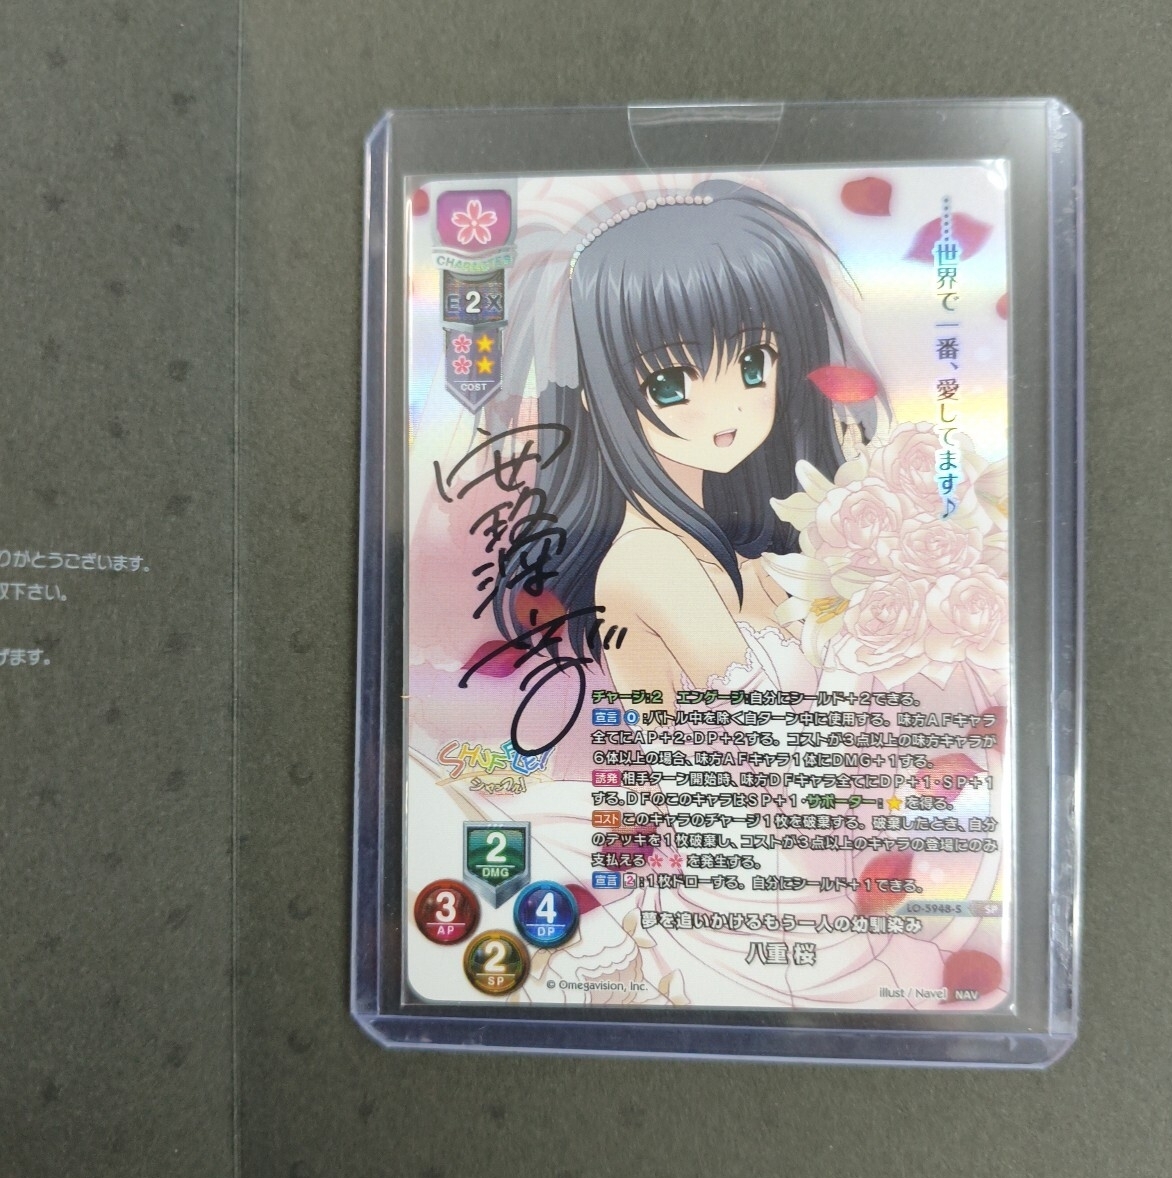 りがとうございます。
取下さい。
げます。
CHARACTER
E 2 X
COST
……世界で一番、愛してます♪
チャージ:2 エンゲージ:自分にシールド+2できる。
宣言 0:バトル中を除く自ターン中に使用する。味方AFキャラ
全てにAP+2・DP+2する。コストが3点以上の味方キャラが
6体以上の場合、味方AFキャラ1体にDMG+1する。
誘発 相手ターン開始時、味方DFキャラ全てにDP+1・SP+1
する。DFのこのキャラはSP+1・サポーター:★を得る。
コスト このキャラのチャージ1枚を破棄する。破棄したとき、自分
のデッキを1枚破棄し、コストが3点以上のキャラの登場にのみ
支払える を発生する。
宣言 2:1枚ドローする。自分にシールド+1できる。
SHUFFLE!
シャッフル!
2
DMG
3
AP
4
DP
2
SP
LO-5948-S SP
夢を追いかけるもう一人の幼馴染み
八重 桜
© Omegavision, Inc.
illust / Navel NAV